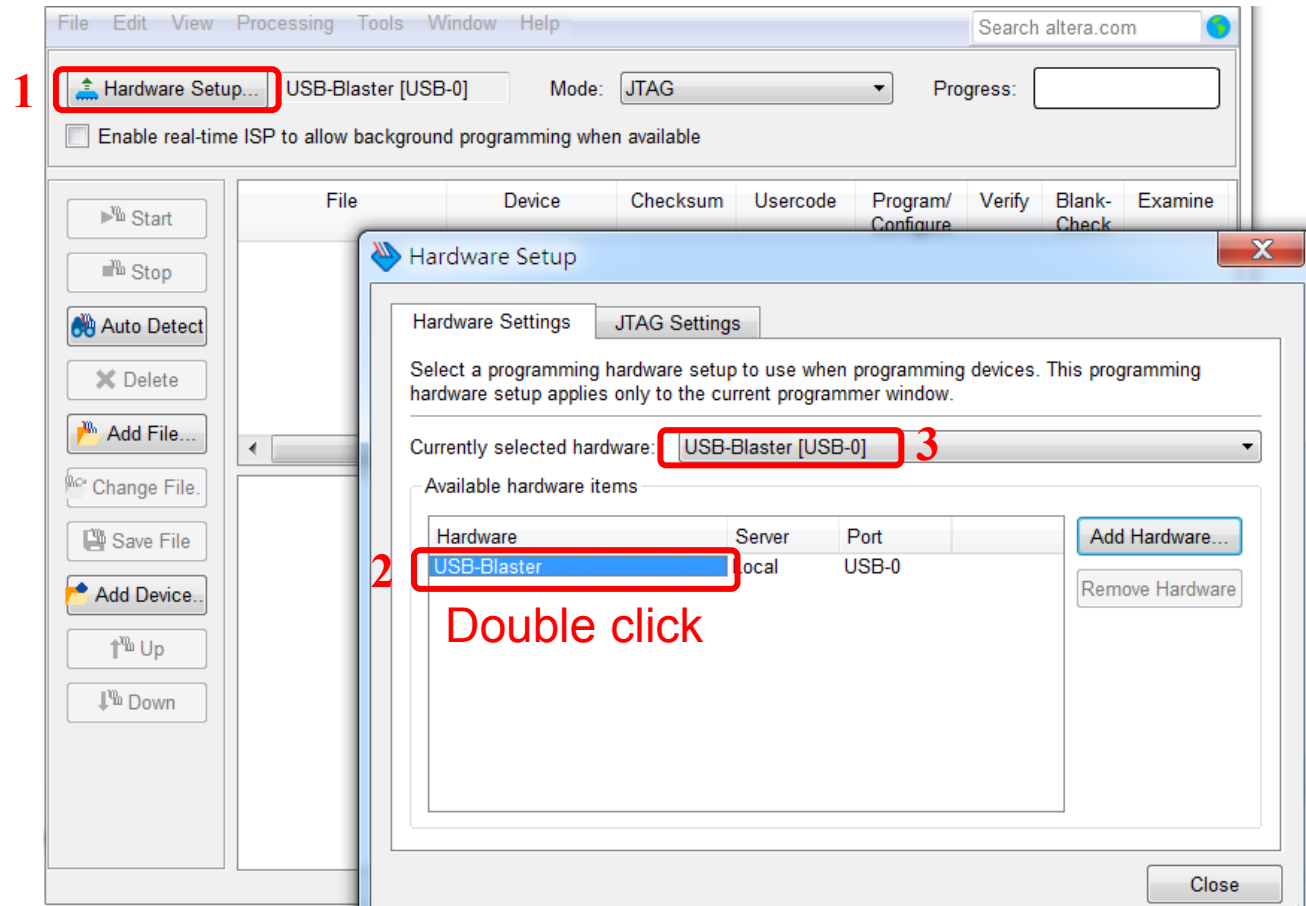 File Edit View Processing Tools Window Help Search altera.com
1 Hardware Setup... USB-Blaster [USB-0] Mode: JTAG Progress:
Enable real-time ISP to allow background programming when available
File Device Checksum Usercode Program/ Verify Blank- Examine
Configure Check
Start
Stop
Auto Detect
Delete
Add File...
Change File.
Save File
Add Device..
Up
Down
Hardware Setup
Hardware Settings JTAG Settings
Select a programming hardware setup to use when programming devices. This programming
hardware setup applies only to the current programmer window.
Currently selected hardware: USB-Blaster [USB-0] 3
Available hardware items
Hardware Server Port
2 USB-Blaster Local USB-0
Double click
Add Hardware...
Remove Hardware
Close